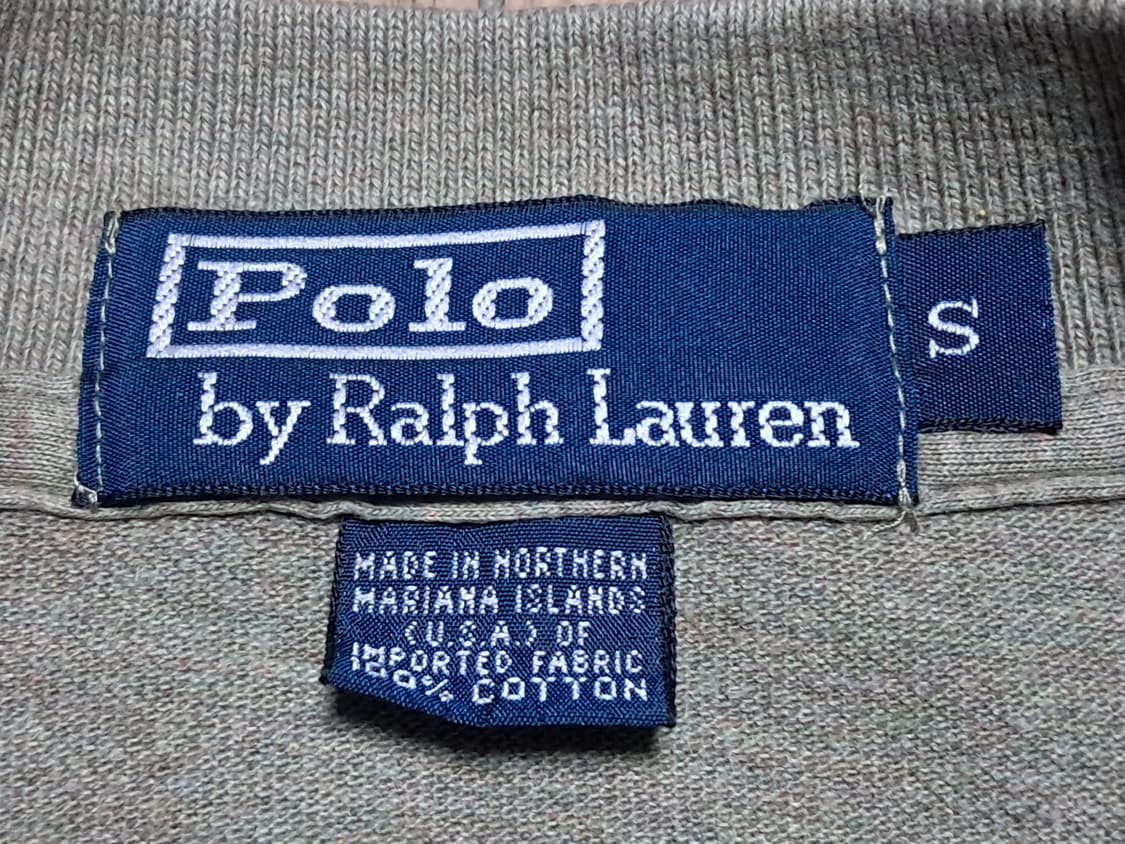 Polo
by Ralph Lauren
S
MADE IN NORTHERN
MARIANA ISLANDS
(U.S.A.) OF
IMPORTED FABRIC
100% COTTON